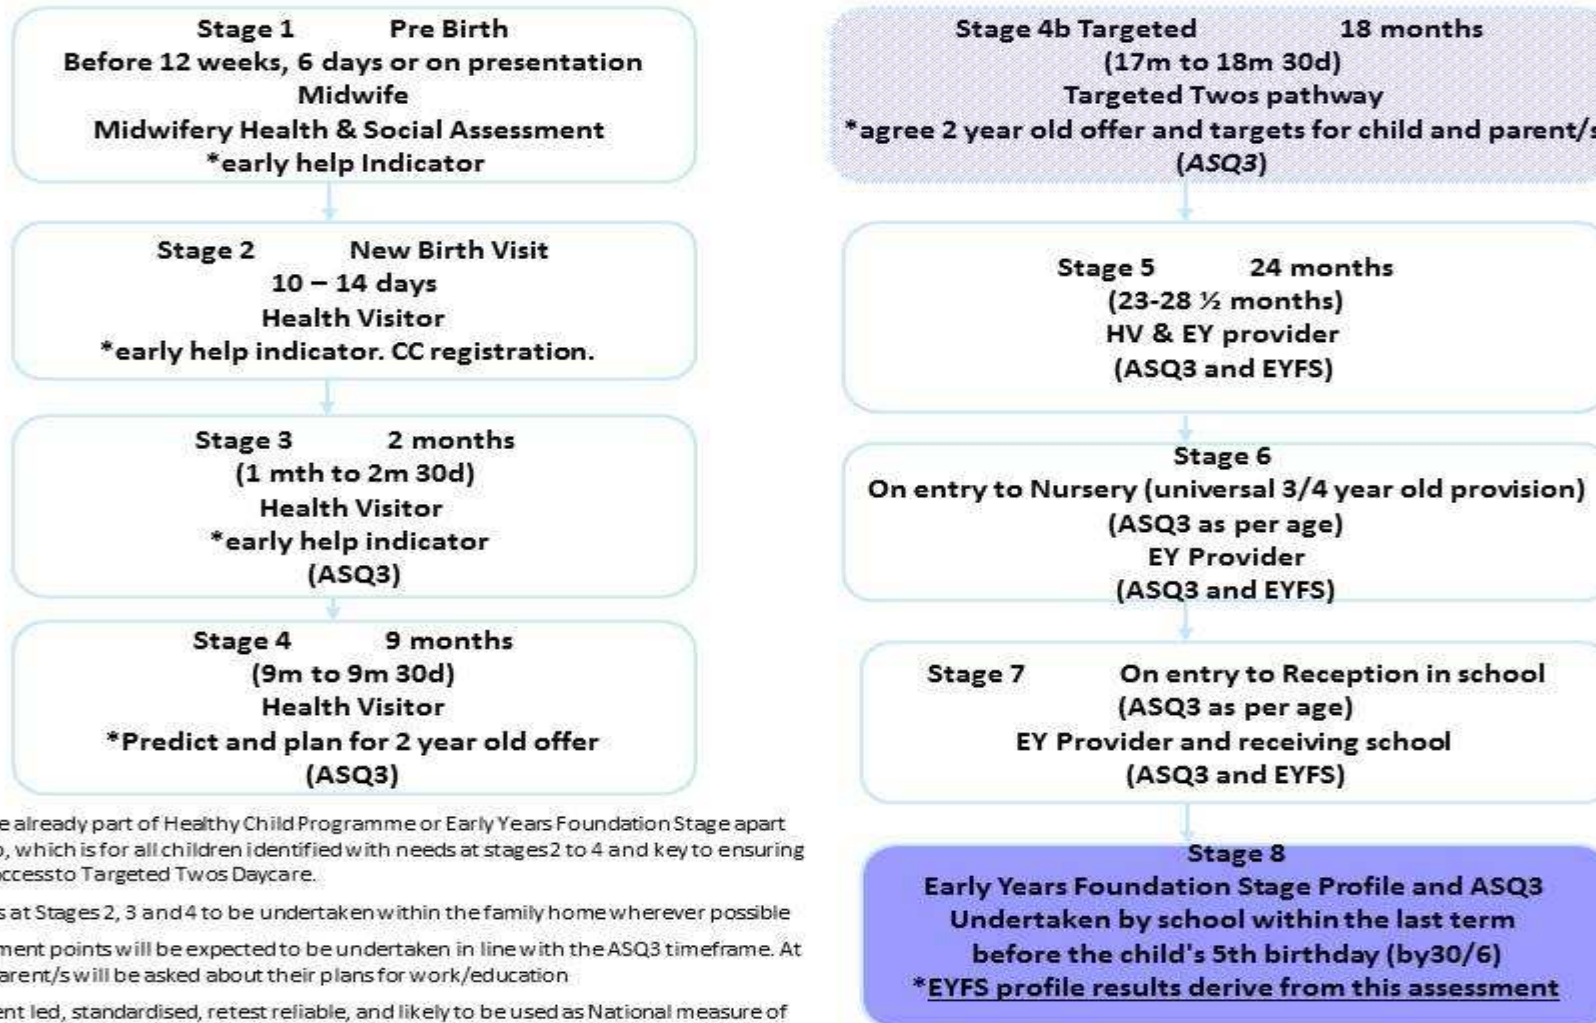 Stage 1 Pre Birth
Before 12 weeks, 6 days or on presentation
Midwife
Midwifery Health & Social Assessment
*early help Indicator
Stage 2 New Birth Visit
10 – 14 days
Health Visitor
*early help indicator. CC registration.
Stage 3 2 months
(1 mth to 2m 30d)
Health Visitor
*early help indicator
(ASQ3)
Stage 4 9 months
(9m to 9m 30d)
Health Visitor
*Predict and plan for 2 year old offer
(ASQ3)
e already part of Healthy Child Programme or Early Years Foundation Stage apart
, which is for all children identified with needs at stages 2 to 4 and key to ensuring
access to Targeted Twos Daycare.
s at Stages 2, 3 and 4 to be undertaken within the family home wherever possible
ment points will be expected to be undertaken in line with the ASQ3 timeframe. At
arent/s will be asked about their plans for work/education
ent led, standardised, retest reliable, and likely to be used as National measure of
Stage 4b Targeted 18 months
(17m to 18m 30d)
Targeted Twos pathway
*agree 2 year old offer and targets for child and parent/s
(ASQ3)
Stage 5 24 months
(23-28 ½ months)
HV & EY provider
(ASQ3 and EYFS)
Stage 6
On entry to Nursery (universal 3/4 year old provision)
(ASQ3 as per age)
EY Provider
(ASQ3 and EYFS)
Stage 7 On entry to Reception in school
(ASQ3 as per age)
EY Provider and receiving school
(ASQ3 and EYFS)
Stage 8
Early Years Foundation Stage Profile and ASQ3
Undertaken by school within the last term
before the child's 5th birthday (by30/6)
*EYFS profile results derive from this assessment